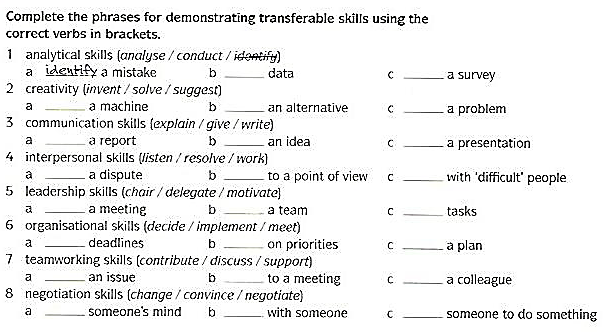 Complete the phrases for demonstrating transferable skills using the
correct verbs in brackets.
1 analytical skills (analyse / conduct / identify)
a identify a mistake b ______ data c ______ a survey
2 creativity (invent / solve / suggest)
a ______ a machine b ______ an alternative c ______ a problem
3 communication skills (explain / give / write)
a ______ a report b ______ an idea c ______ a presentation
4 interpersonal skills (listen / resolve / work)
a ______ a dispute b ______ to a point of view c ______ with 'difficult' people
5 leadership skills (chair / delegate / motivate)
a ______ a meeting b ______ a team c ______ tasks
6 organisational skills (decide / implement / meet)
a ______ deadlines b ______ on priorities c ______ a plan
7 teamworking skills (contribute / discuss / support)
a ______ an issue b ______ to a meeting c ______ a colleague
8 negotiation skills (change / convince / negotiate)
a ______ someone's mind b ______ with someone c ______ someone to do something